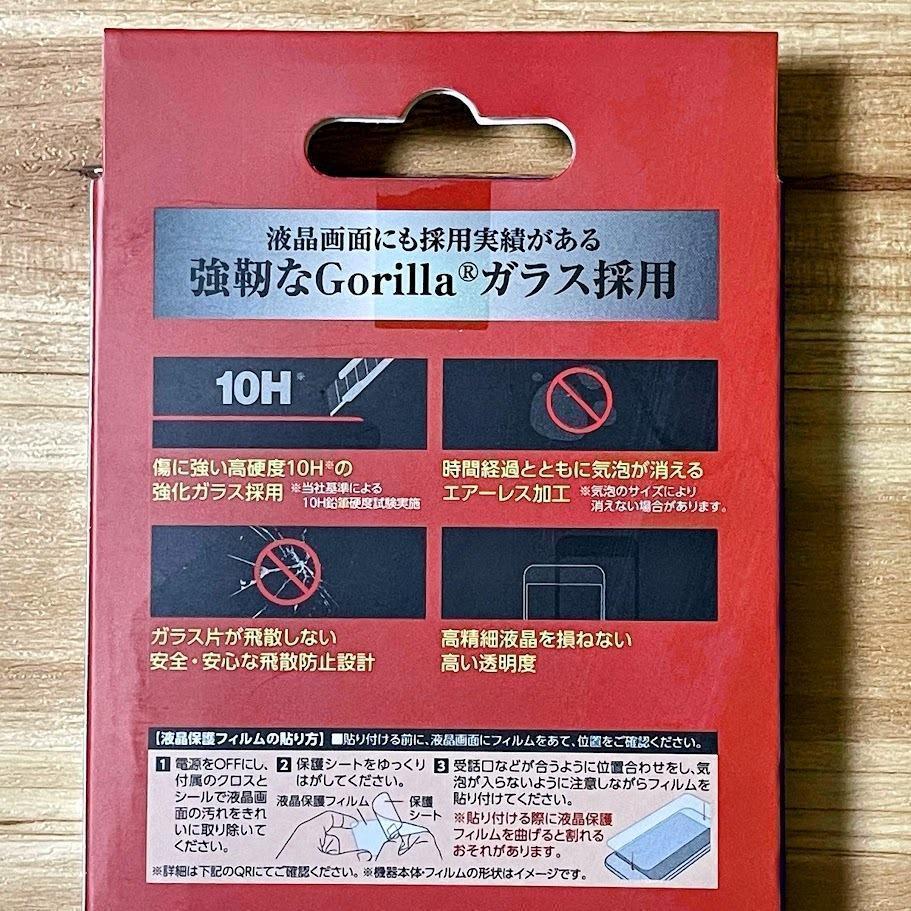 液晶画面にも採用実績がある
強靭なGorilla®ガラス採用
10H※
傷に強い高硬度10H※の
強化ガラス採用 ※当社基準による
10H鉛筆硬度試験実施
時間経過とともに気泡が消える
エアーレス加工 ※気泡のサイズにより
消えない場合があります。
ガラス片が飛散しない
安全・安心な飛散防止設計
高精細液晶を損ねない
高い透明度
【液晶保護フィルムの貼り方】 ■貼り付ける前に、液晶画面にフィルムをあて、位置をご確認ください。
1 電源をOFFにし、
付属のクロスと
シールで液晶画
面の汚れをきれ
いに取り除いて
ください。
2 保護シートをゆっくり
はがしてください。
液晶保護フィルム
保護
シート
3 受話口などが合うように位置合わせをし、気
泡が入らないように注意しながらフィルムを
貼り付けてください。
※貼り付ける際に液晶保護
フィルムを曲げると割れる
おそれがあります。
※詳細は下記のQRにてご確認ください。※機器本体・フィルムの形状はイメージです。